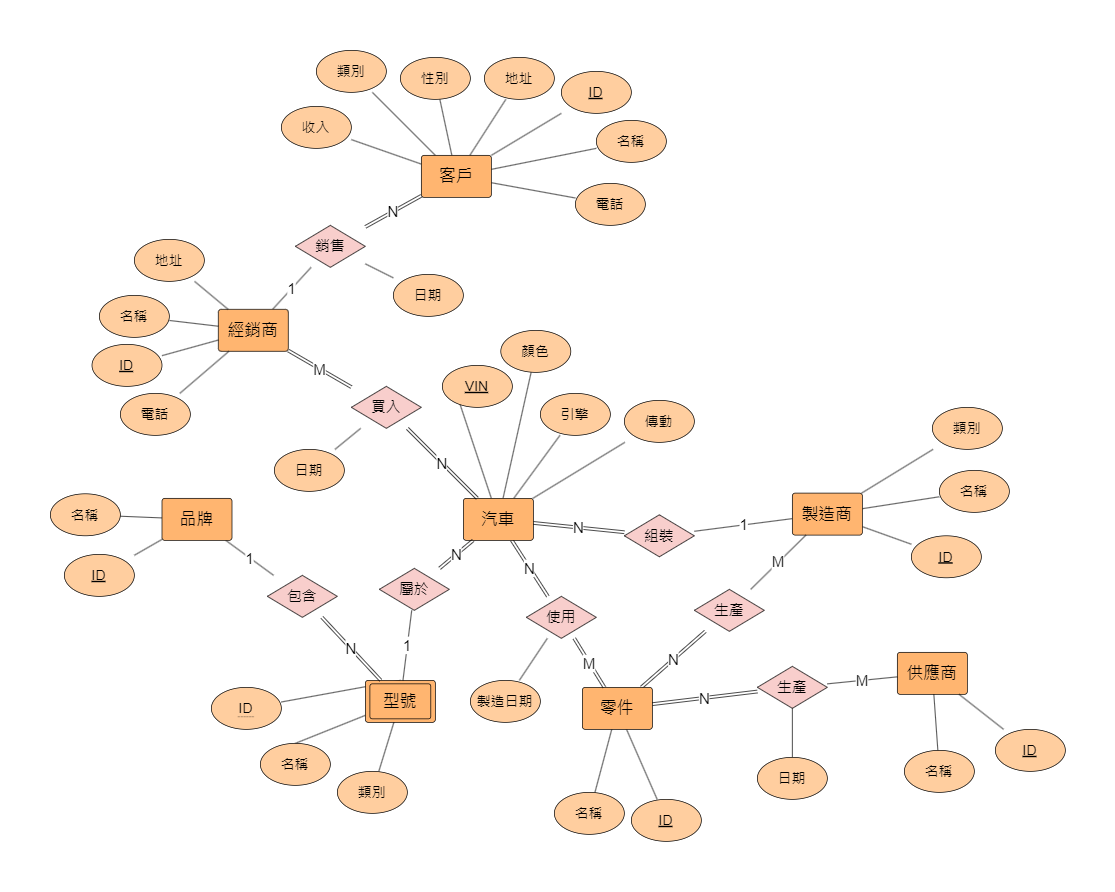 類別
性別
地址
ID
收入
名稱
客戶
電話
N
銷售
地址
1
日期
名稱
經銷商
ID
M
電話
買入
日期
顏色
VIN
引擎
傳動
N
類別
名稱
製造商
ID
名稱
品牌
ID
汽車
N
組裝
1
1
N
N
M
包含
屬於
使用
生產
N
1
M
N
ID
型號
名稱
類別
製造日期
零件
N
生產
M
供應商
日期
名稱
ID
名稱
ID